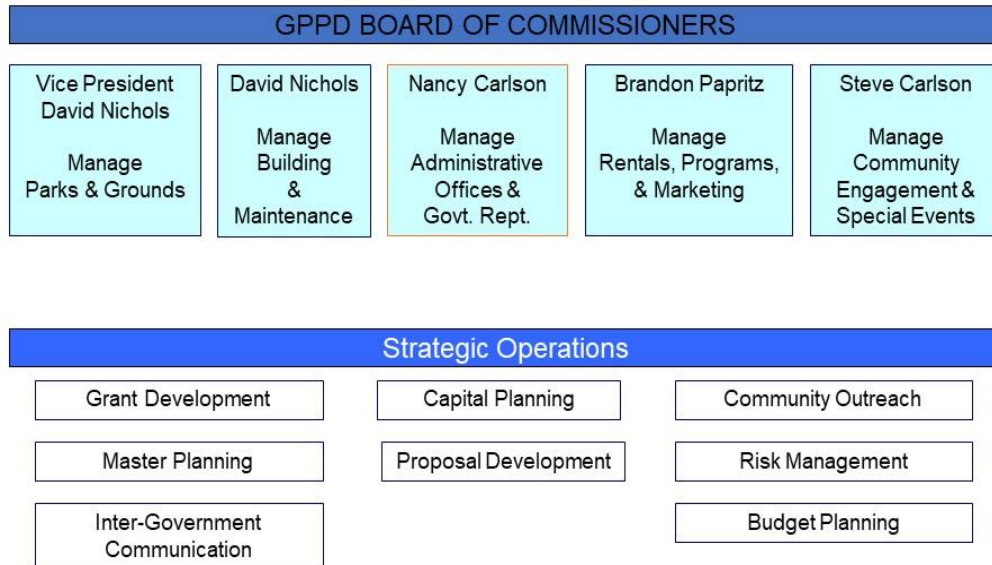 GPPD BOARD OF COMMISSIONERS
Vice President
David Nichols
Manage
Parks & Grounds
David Nichols
Manage
Building
&
Maintenance
Nancy Carlson
Manage
Administrative
Offices &
Govt. Rept.
Brandon Papritz
Manage
Rentals, Programs,
& Marketing
Steve Carlson
Manage
Community
Engagement &
Special Events
Strategic Operations
Grant Development
Capital Planning
Community Outreach
Master Planning
Proposal Development
Risk Management
Inter-Government
Communication
Budget Planning